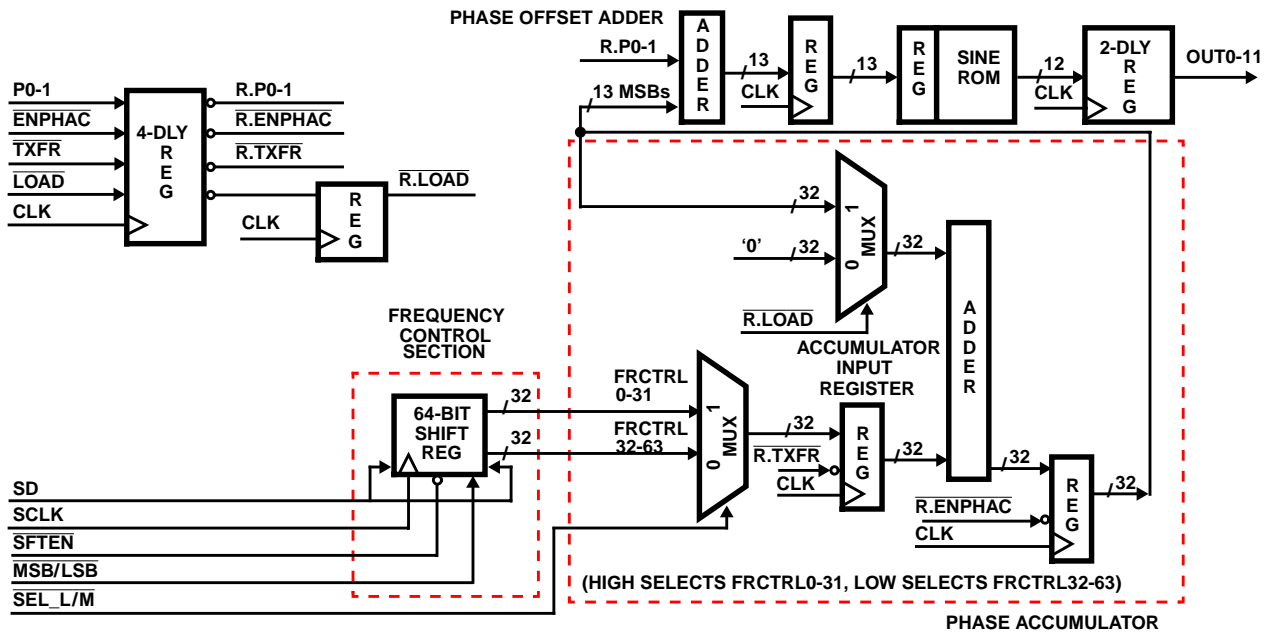 PHASE OFFSET ADDER
R.P0-1
13 MSBs
ADDER
13
CLK
REG
13
REG
SINE
ROM
12
CLK
2-DLY
REG
OUT0-11
P0-1
ENPHAC
TXFR
LOAD
CLK
4-DLY
REG
R.P0-1
R.ENPHAC
R.TXFR
CLK
REG
R.LOAD
32
'0'
32
1
0
MUX
32
R.LOAD
ADDER
FREQUENCY
CONTROL
SECTION
64-BIT
SHIFT
REG
32
32
FRCTRL
0-31
FRCTRL
32-63
1
0
MUX
32
ACCUMULATOR
INPUT
REGISTER
R.TXFR
CLK
REG
32
32
R.ENPHAC
CLK
REG
32
SD
SCLK
SFTEN
MSB/LSB
SEL_L/M
(HIGH SELECTS FRCTRL0-31, LOW SELECTS FRCTRL32-63)
PHASE ACCUMULATOR